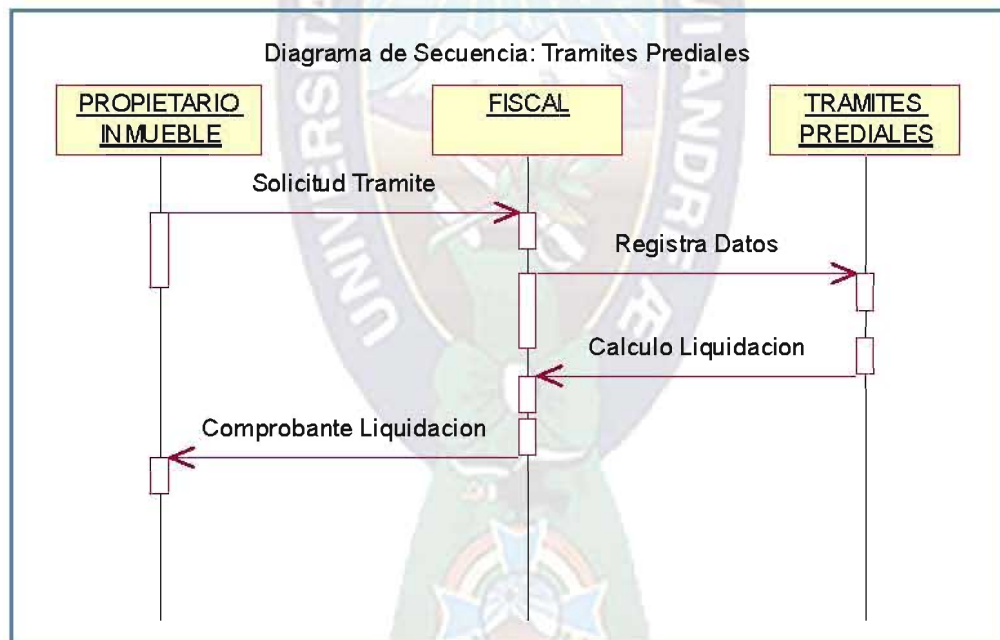 Diagrama de Secuencia: Tramites Prediales
PROPIETARIO
INMUEBLE
FISCAL
TRAMITES
PREDIALES
Solicitud Tramite
Registra Datos
Calculo Liquidacion
Comprobante Liquidacion